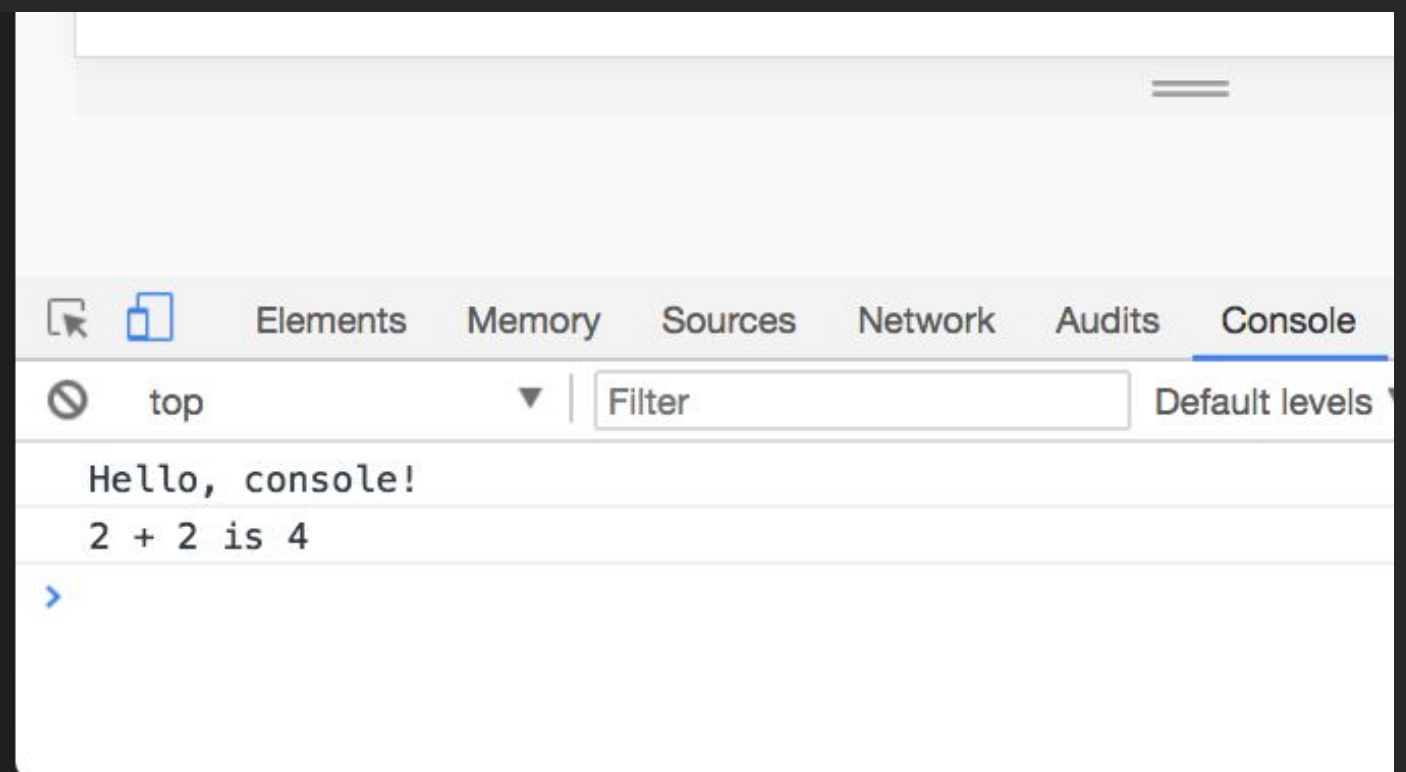 Elements Memory Sources Network Audits Console
top Filter Default levels
Hello, console!
2 + 2 is 4